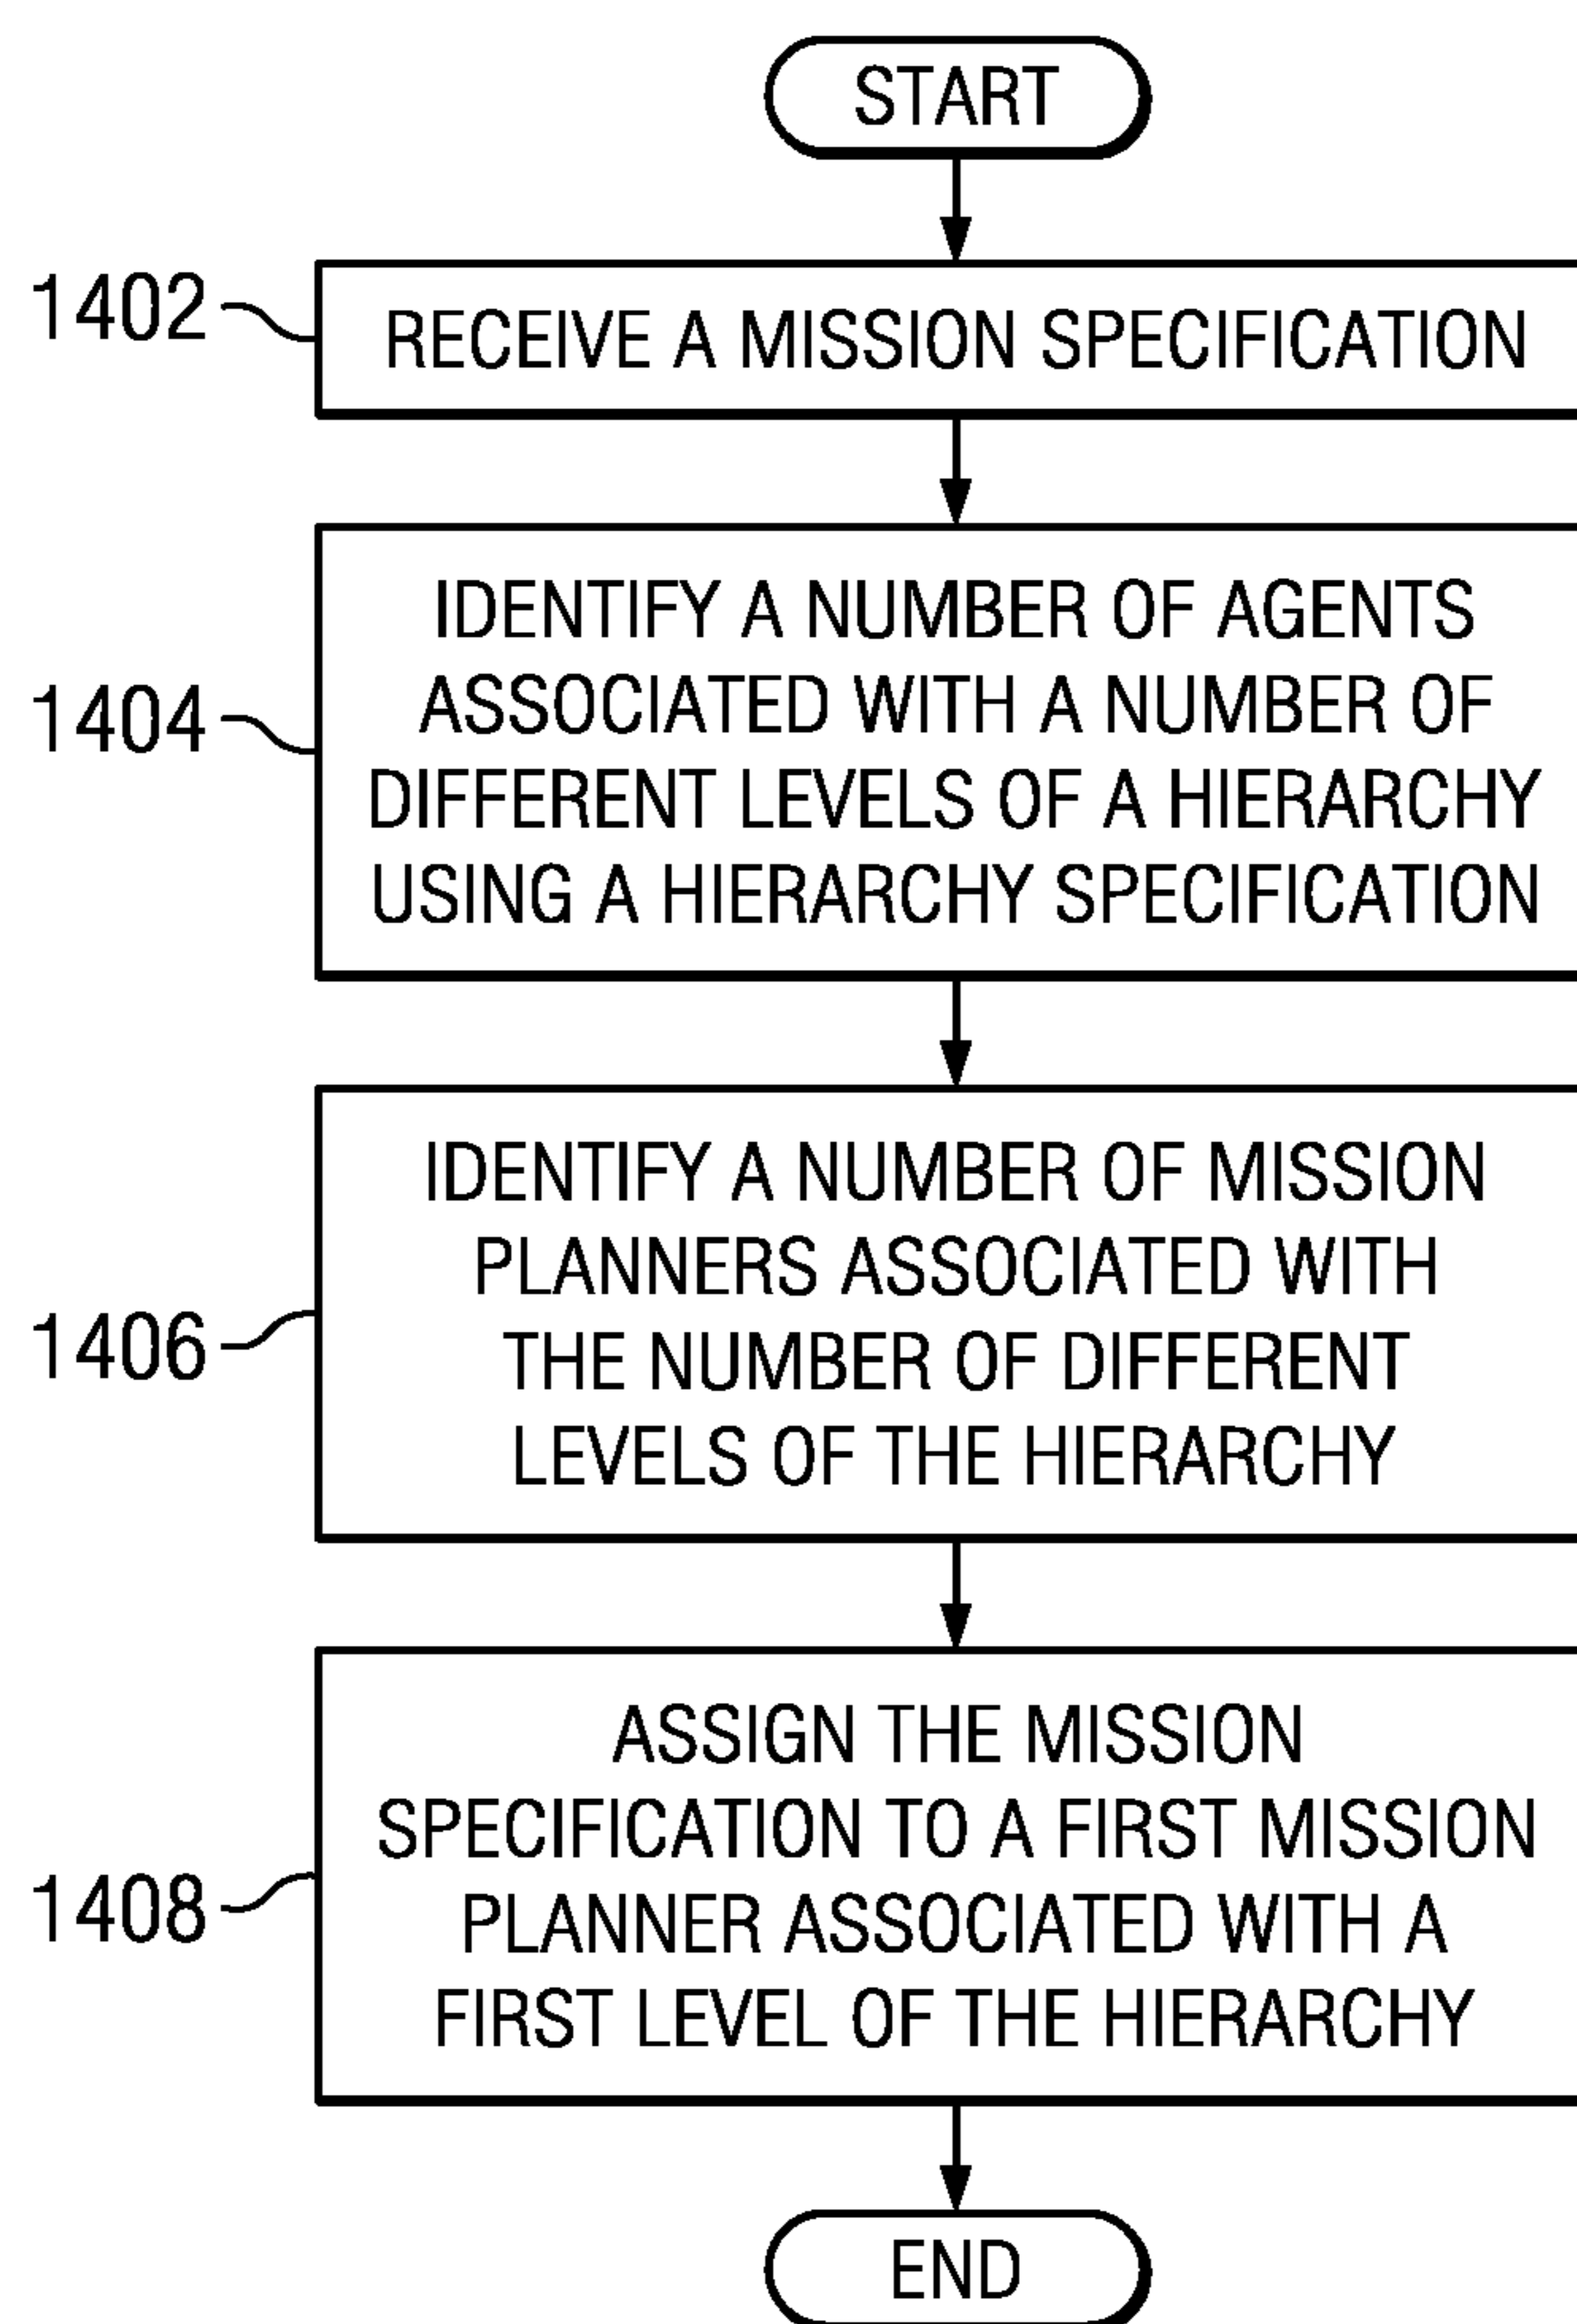 START
1402
RECEIVE A MISSION SPECIFICATION
1404
IDENTIFY A NUMBER OF AGENTS
ASSOCIATED WITH A NUMBER OF
DIFFERENT LEVELS OF A HIERARCHY
USING A HIERARCHY SPECIFICATION
1406
IDENTIFY A NUMBER OF MISSION
PLANNERS ASSOCIATED WITH
THE NUMBER OF DIFFERENT
LEVELS OF THE HIERARCHY
1408
ASSIGN THE MISSION
SPECIFICATION TO A FIRST MISSION
PLANNER ASSOCIATED WITH A
FIRST LEVEL OF THE HIERARCHY
END